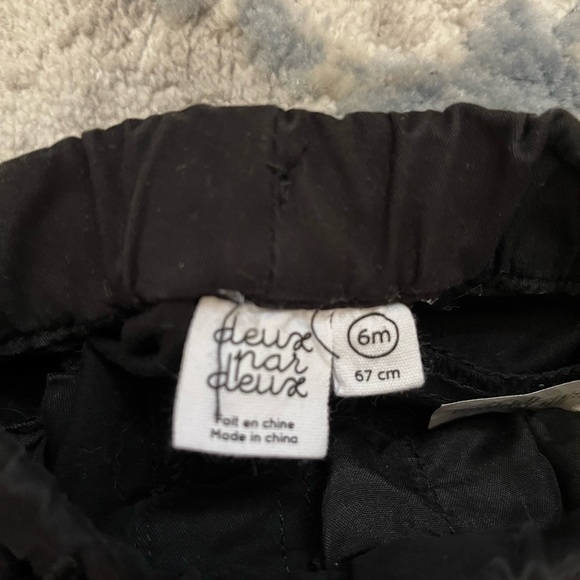 deux
par
deux
Fait en chine
Made in china
6m
67 cm